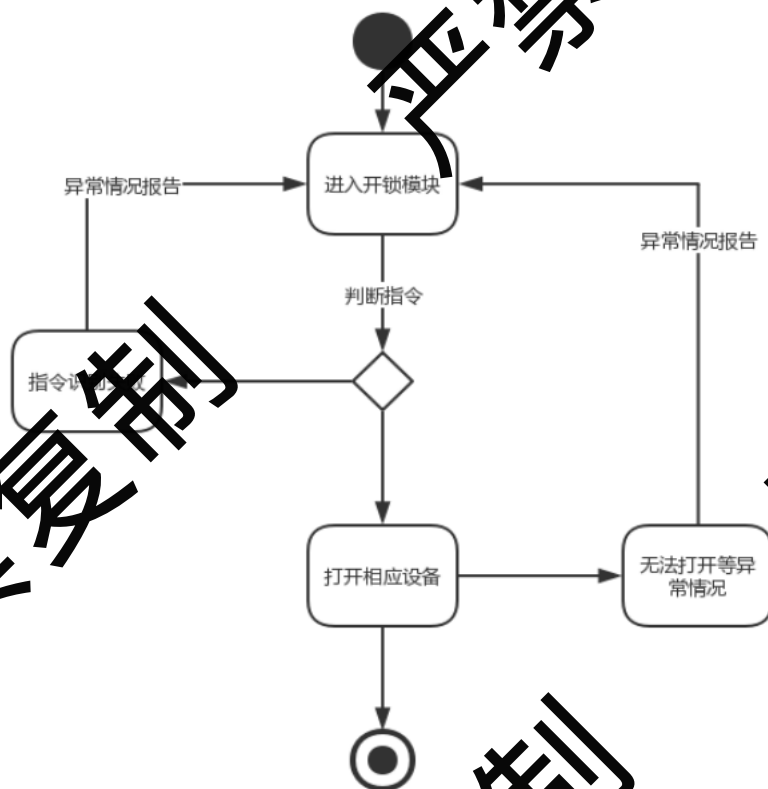 严禁
进入开锁模块
异常情况报告
异常情况报告
判断指令
复制
打开相应设备
无法打开等异
常情况
制